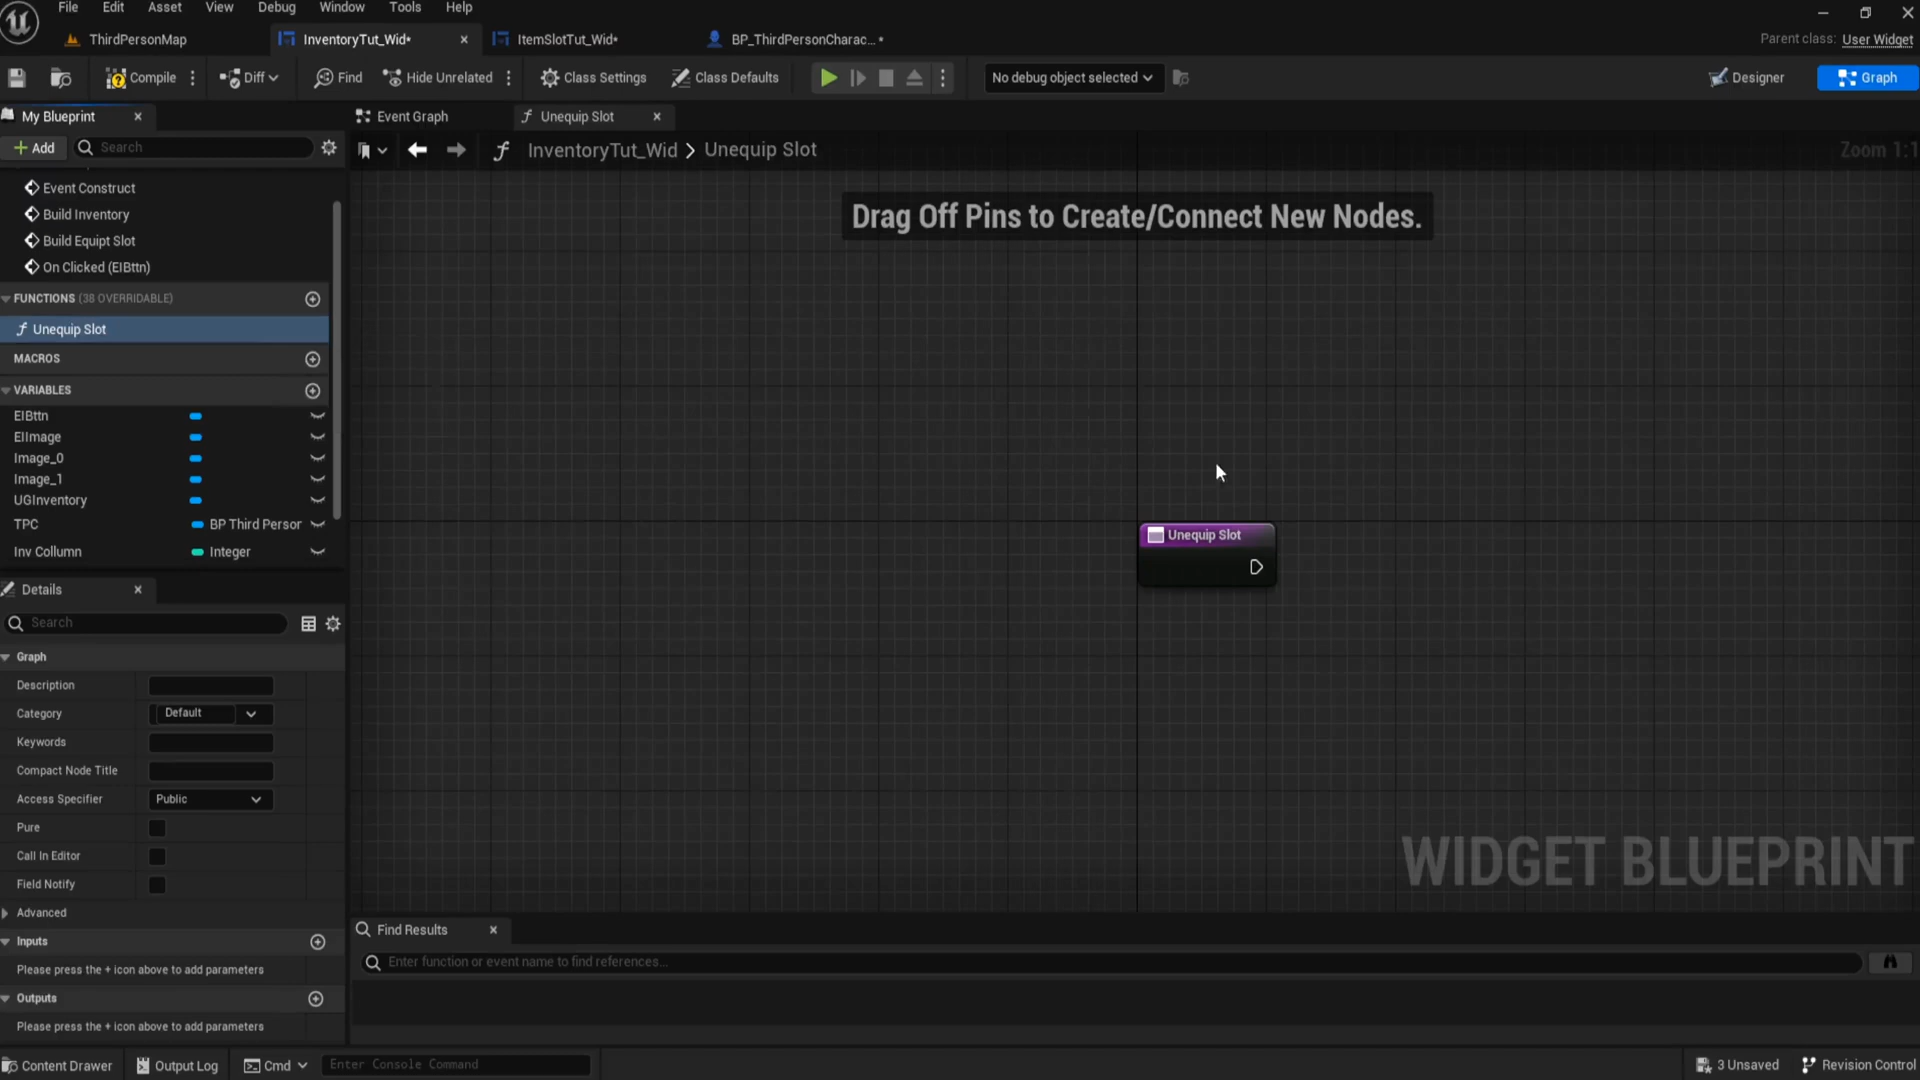 File Edit Asset View Debug Window Tools Help
ThirdPersonMap InventoryTut_Wid* ItemSlotTut_Wid* BP_ThirdPersonCharac... *
Parent class: User Widget
Compile Diff Find Hide Unrelated Class Settings Class Defaults No debug object selected Designer Graph
My Blueprint
Event Graph Unequip Slot
Add Search
InventoryTut_Wid > Unequip Slot
Zoom 1:1
Drag Off Pins to Create/Connect New Nodes.
Event Construct
Build Inventory
Build Equipt Slot
On Clicked (EIBttn)
FUNCTIONS (38 OVERRIDABLE)
Unequip Slot
MACROS
VARIABLES
EIBttn
EIImage
Image_0
Image_1
UGInventory
TPC BP Third Person
Inv Collumn Integer
Unequip Slot
Details
Search
Graph
Description
Category Default
Keywords
Compact Node Title
Access Specifier Public
Pure
Call In Editor
Field Notify
Advanced
Inputs
Please press the + icon above to add parameters
Outputs
Please press the + icon above to add parameters
WIDGET BLUEPRINT
Find Results
Enter function or event name to find references...
Content Drawer Output Log Cmd Enter Console Command 3 Unsaved Revision Control